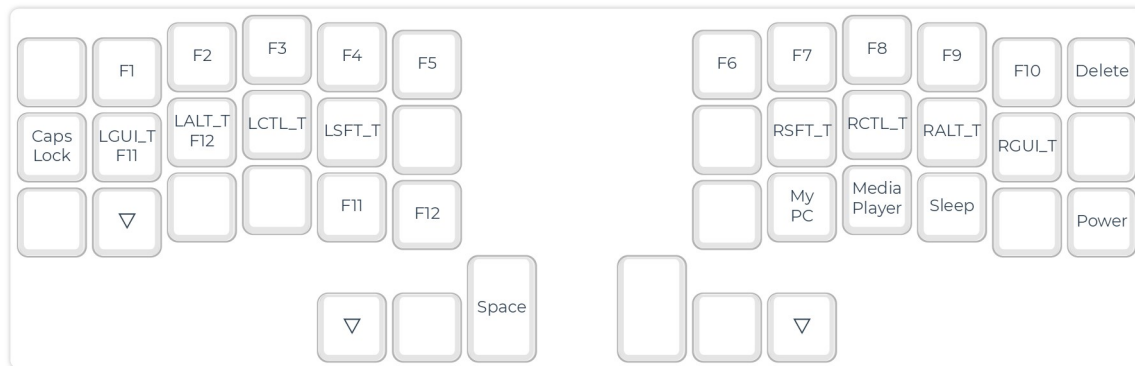 F1
F2
F3
F4
F5
F6
F7
F8
F9
F10
Delete
Caps
Lock
LGUI_T
F11
LALT_T
F12
LCTL_T
LSFT_T
RSFT_T
RCTL_T
RALT_T
RGUI_T
▽
F11
F12
My
PC
Media
Player
Sleep
Power
▽
Space
▽